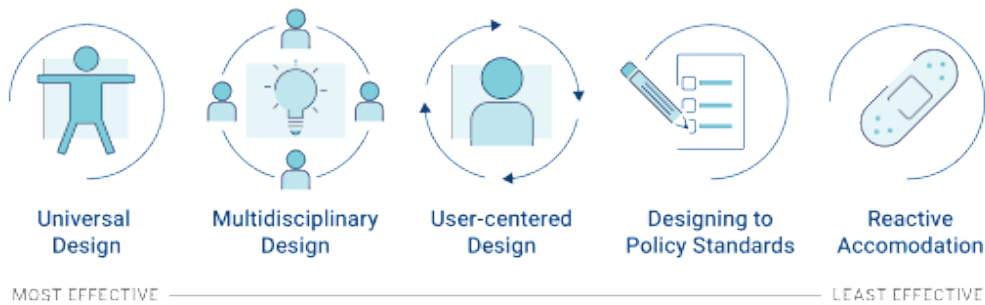 Universal
Design
Multidisciplinary
Design
User-centered
Design
Designing to
Policy Standards
Reactive
Accomodation
MOST EFFECTIVE
LEAST EFFECTIVE